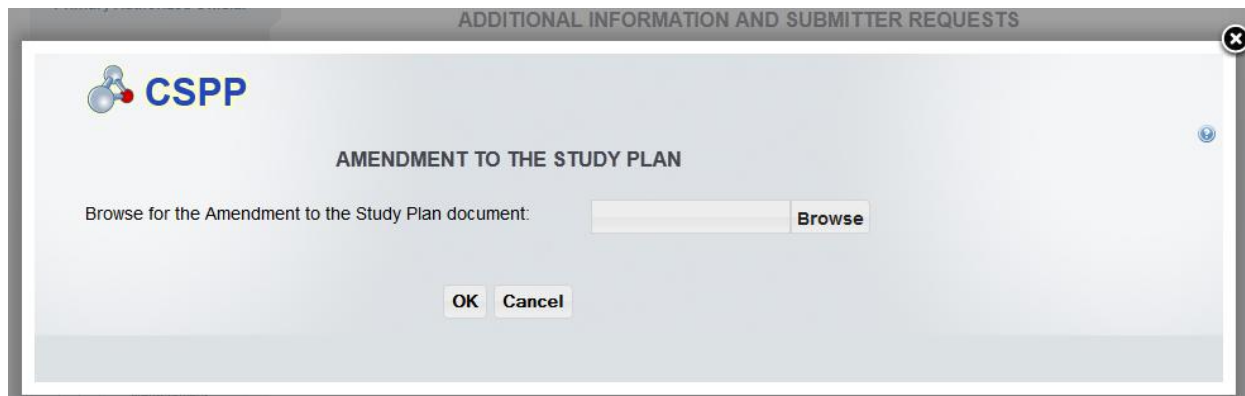 ADDITIONAL INFORMATION AND SUBMITTER REQUESTS
CSPP
AMENDMENT TO THE STUDY PLAN
Browse for the Amendment to the Study Plan document:
Browse
OK Cancel